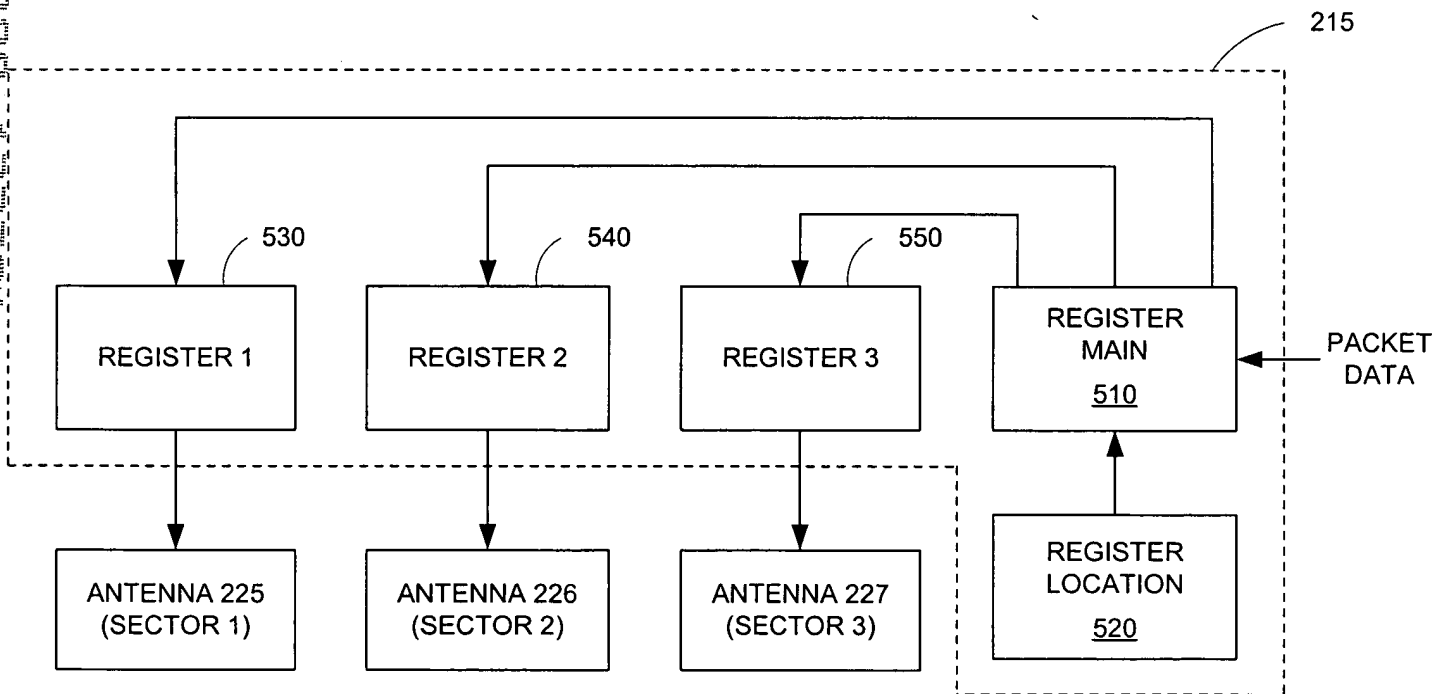 215
530
540
550
REGISTER 1
REGISTER 2
REGISTER 3
REGISTER
MAIN
510
PACKET
DATA
ANTENNA 225
(SECTOR 1)
ANTENNA 226
(SECTOR 2)
ANTENNA 227
(SECTOR 3)
REGISTER
LOCATION
520